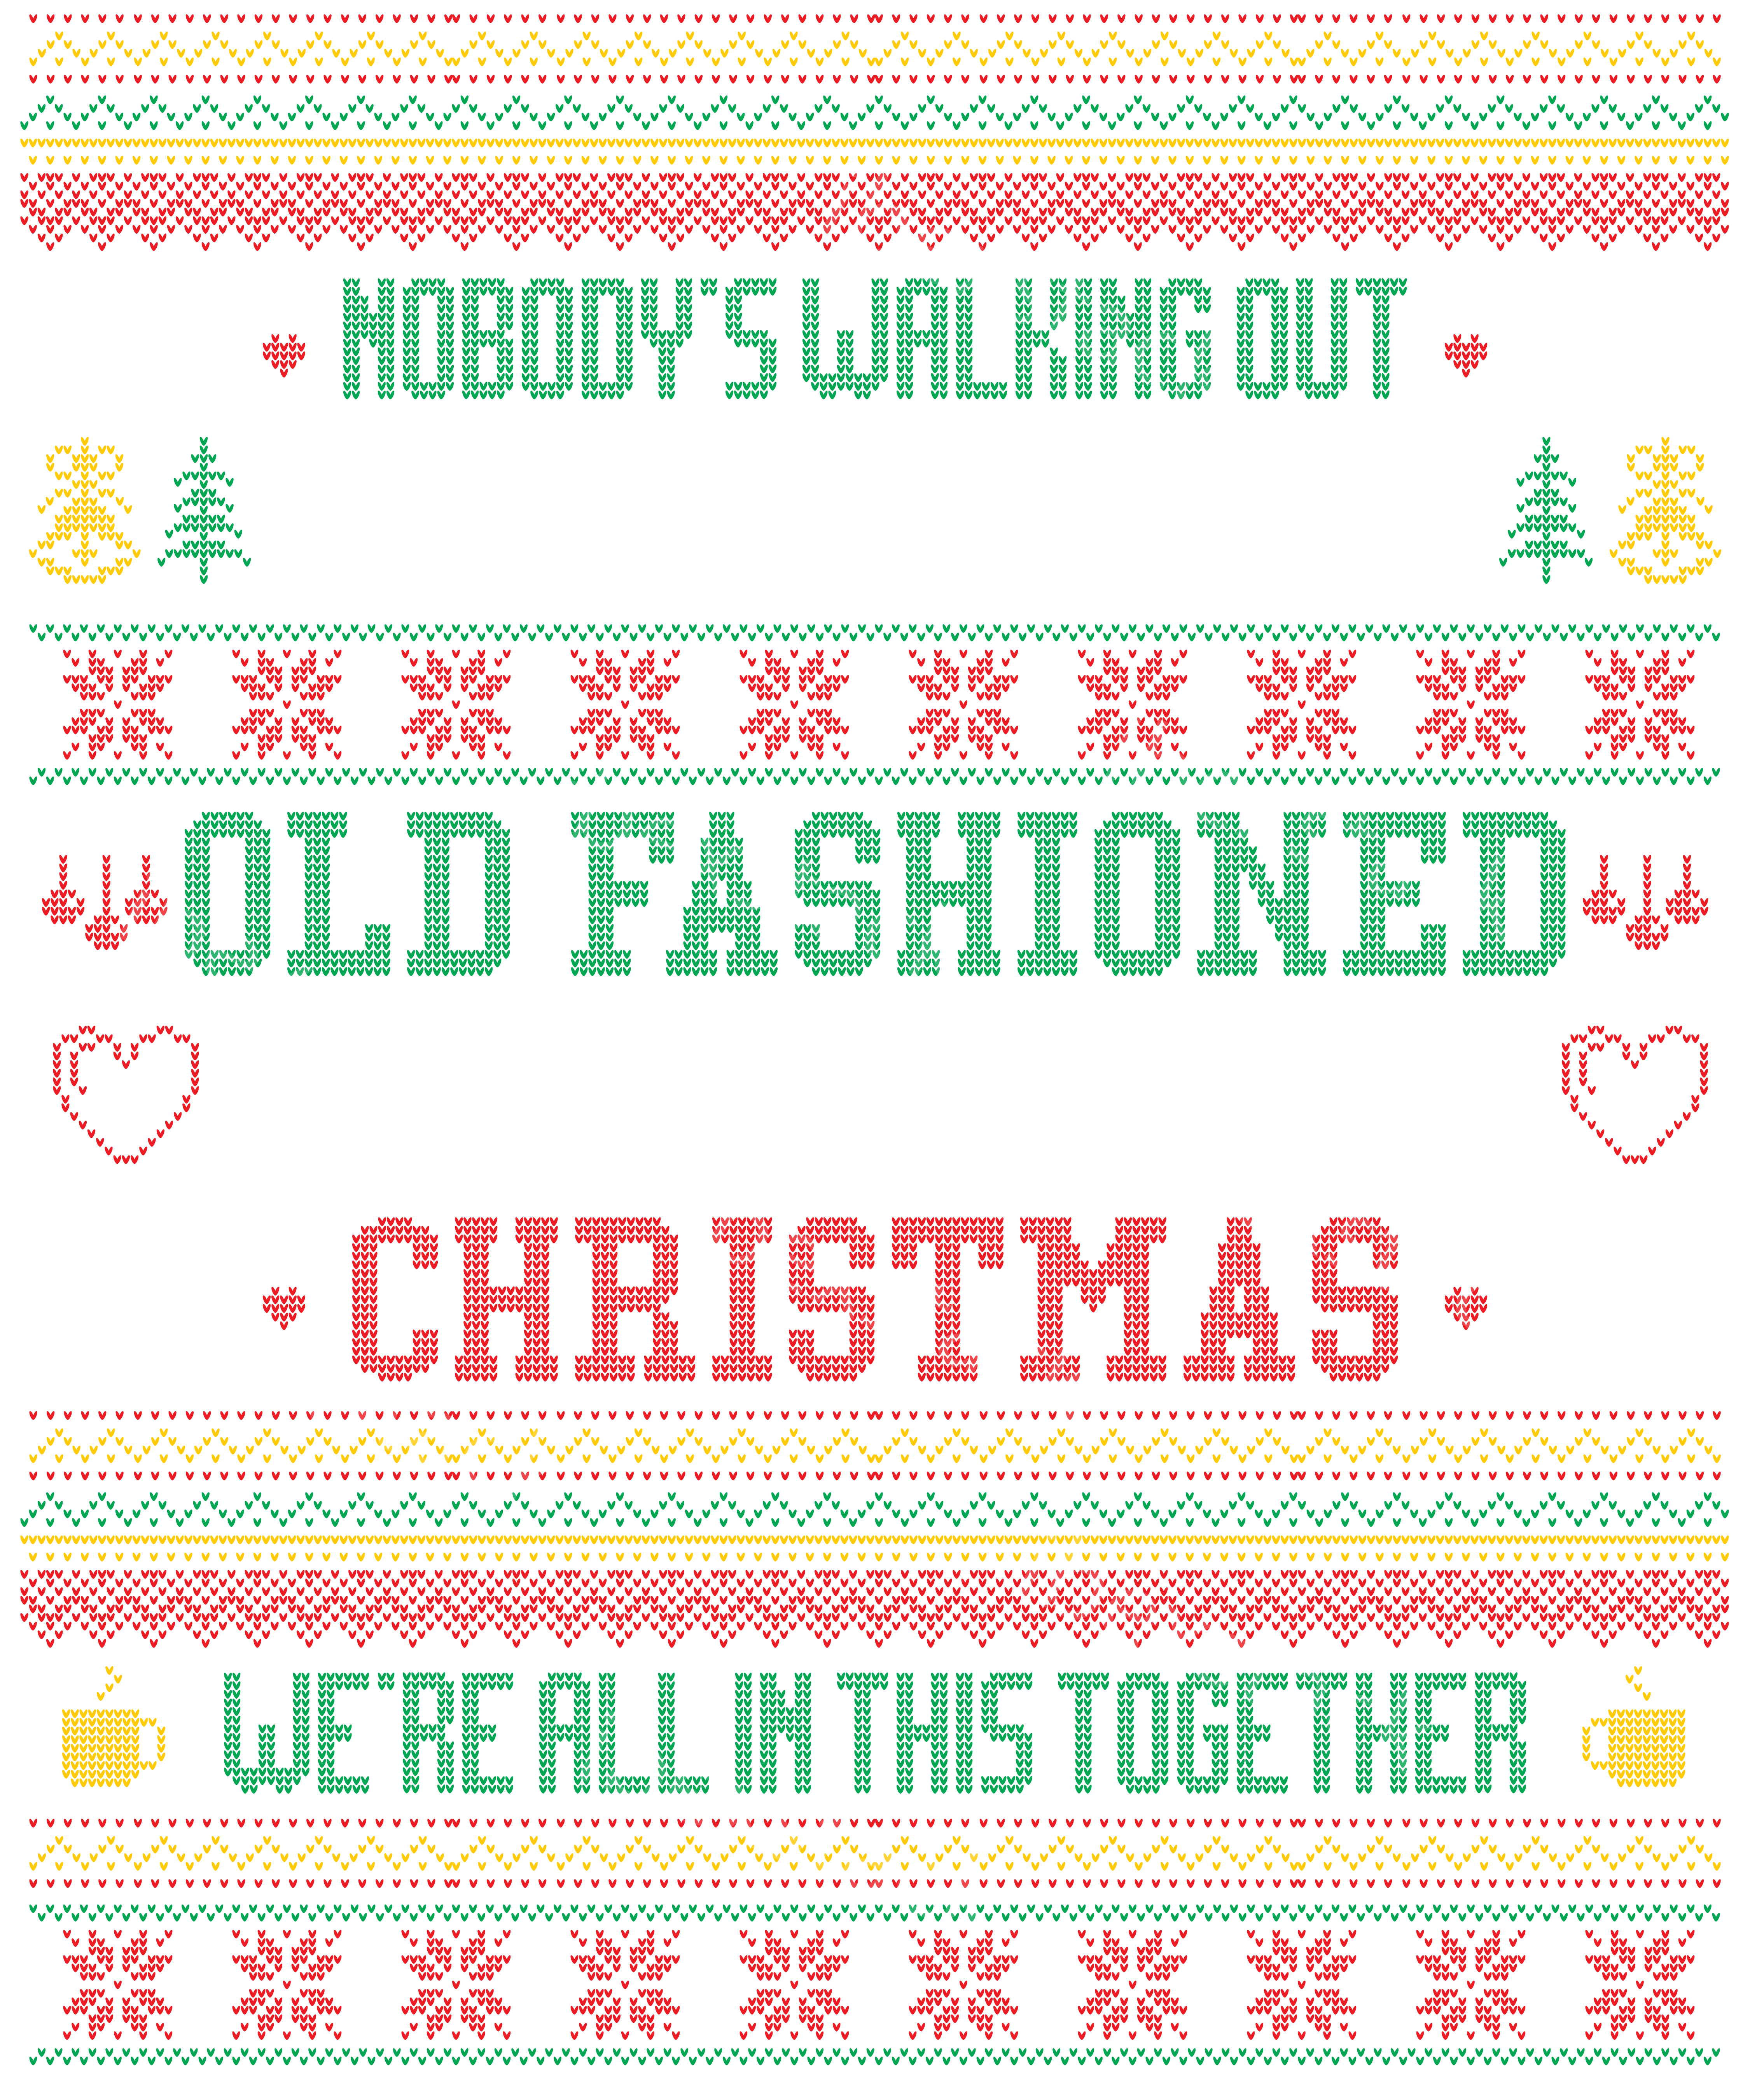 NOBODY'S WALKING OUT
OLD FASHIONED
CHRISTMAS
WE'RE ALL IN THIS TOGETHER